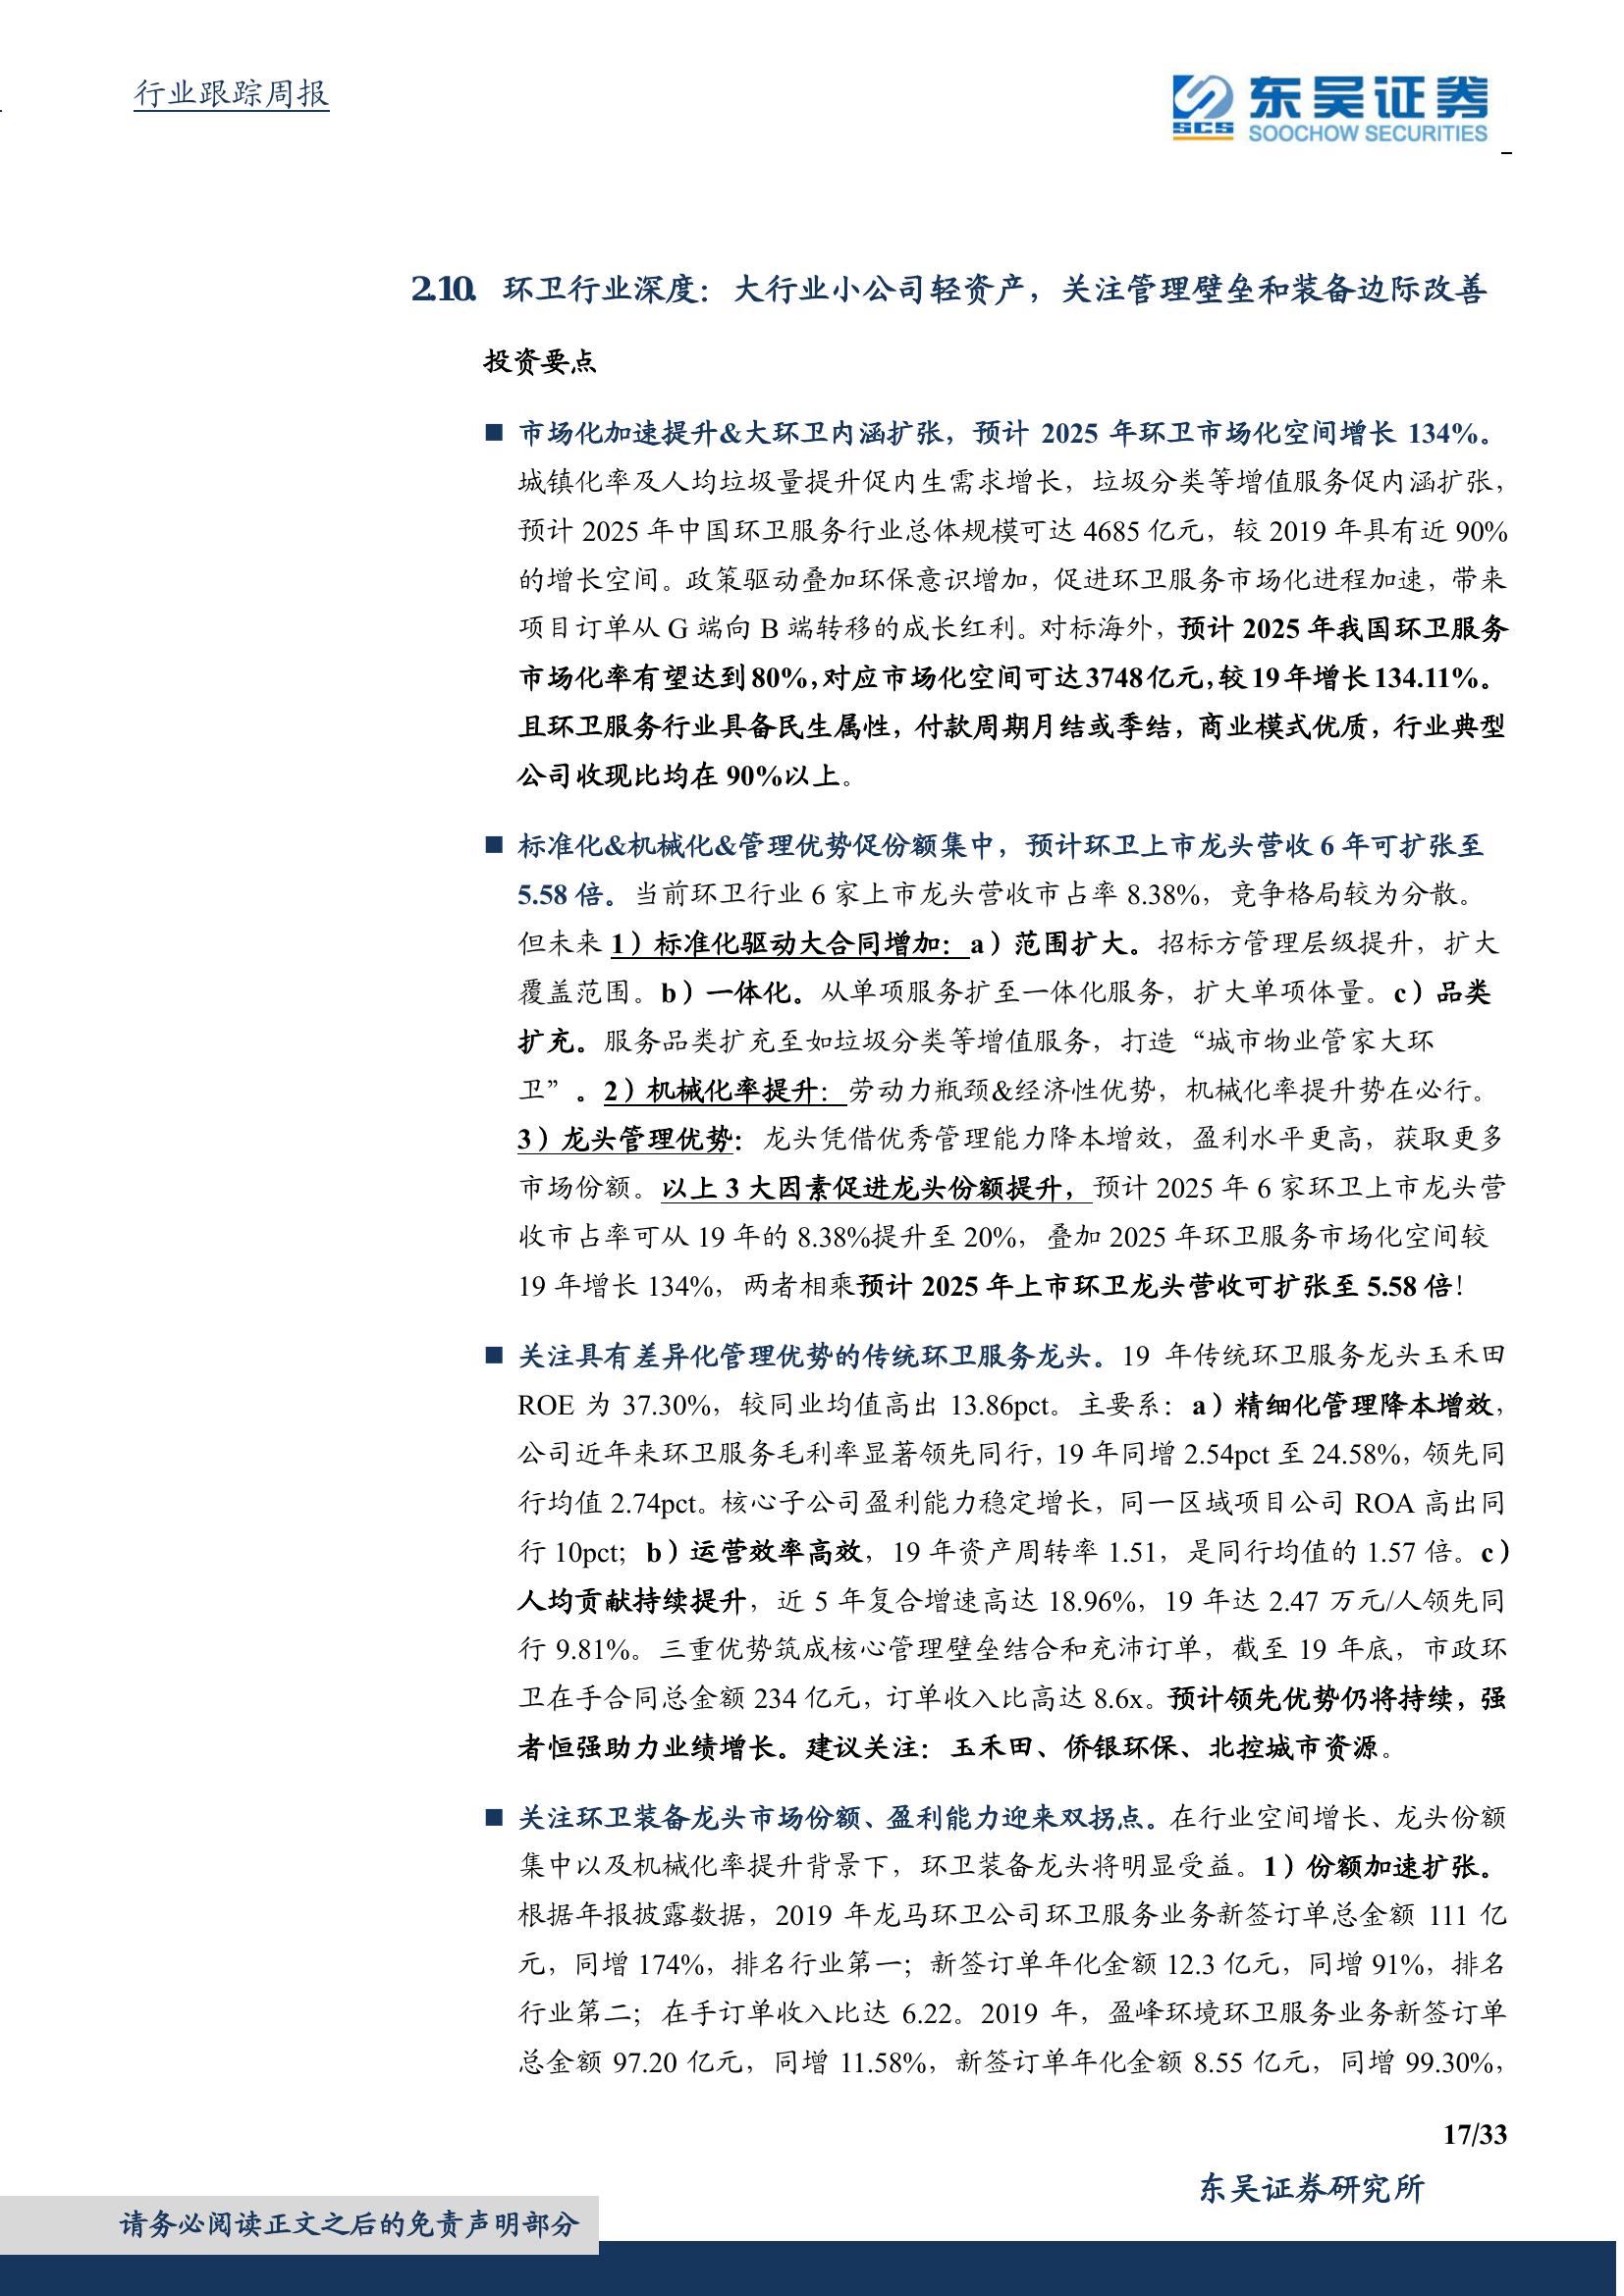 行业跟踪周报
SCS
东吴证券
SOOCHOW SECURITIES
2.10. 环卫行业深度：大行业小公司轻资产，关注管理壁垒和装备边际改善
投资要点
■ 市场化加速提升&大环卫内涵扩张，预计 2025 年环卫市场化空间增长 134%。
城镇化率及人均垃圾量提升促内生需求增长，垃圾分类等增值服务促内涵扩张，
预计 2025 年中国环卫服务行业总体规模可达 4685 亿元，较 2019 年具有近 90%
的增长空间。政策驱动叠加环保意识增加，促进环卫服务市场化进程加速，带来
项目订单从 G 端向 B 端转移的成长红利。对标海外，预计 2025 年我国环卫服务
市场化率有望达到 80%，对应市场化空间可达 3748 亿元，较 19 年增长 134.11%。
且环卫服务行业具备民生属性，付款周期月结或季结，商业模式优质，行业典型
公司收现比均在 90%以上。
■ 标准化&机械化&管理优势促份额集中，预计环卫上市龙头营收 6 年可扩张至
5.58 倍。当前环卫行业 6 家上市龙头营收市占率 8.38%，竞争格局较为分散。
但未来 1）标准化驱动大合同增加：a）范围扩大。招标方管理层级提升，扩大
覆盖范围。b）一体化。从单项服务扩至一体化服务，扩大单项体量。c）品类
扩充。服务品类扩充至如垃圾分类等增值服务，打造“城市物业管家大环
卫”。2）机械化率提升：劳动力瓶颈&经济性优势，机械化率提升势在必行。
3）龙头管理优势：龙头凭借优秀管理能力降本增效，盈利水平更高，获取更多
市场份额。以上 3 大因素促进龙头份额提升，预计 2025 年 6 家环卫上市龙头营
收市占率可从 19 年的 8.38%提升至 20%，叠加 2025 年环卫服务市场化空间较
19 年增长 134%，两者相乘预计 2025 年上市环卫龙头营收可扩张至 5.58 倍！
■ 关注具有差异化管理优势的传统环卫服务龙头。19 年传统环卫服务龙头玉禾田
ROE 为 37.30%，较同业均值高出 13.86pct。主要系：a）精细化管理降本增效，
公司近年来环卫服务毛利率显著领先同行，19 年同增 2.54pct 至 24.58%，领先同
行均值 2.74pct。核心子公司盈利能力稳定增长，同一区域项目公司 ROA 高出同
行 10pct；b）运营效率高效，19 年资产周转率 1.51，是同行均值的 1.57 倍。c）
人均贡献持续提升，近 5 年复合增速高达 18.96%，19 年达 2.47 万元/人领先同
行 9.81%。三重优势筑成核心管理壁垒结合和充沛订单，截至 19 年底，市政环
卫在手合同总金额 234 亿元，订单收入比高达 8.6x。预计领先优势仍将持续，强
者恒强助力业绩增长。建议关注：玉禾田、侨银环保、北控城市资源。
■ 关注环卫装备龙头市场份额、盈利能力迎来双拐点。在行业空间增长、龙头份额
集中以及机械化率提升背景下，环卫装备龙头将明显受益。1）份额加速扩张。
根据年报披露数据，2019 年龙马环卫公司环卫服务业务新签订单总金额 111 亿
元，同增 174%，排名行业第一；新签订单年化金额 12.3 亿元，同增 91%，排名
行业第二；在手订单收入比达 6.22。2019 年，盈峰环境环卫服务业务新签订单
总金额 97.20 亿元，同增 11.58%，新签订单年化金额 8.55 亿元，同增 99.30%，
17/33
东吴证券研究所
请务必阅读正文之后的免责声明部分